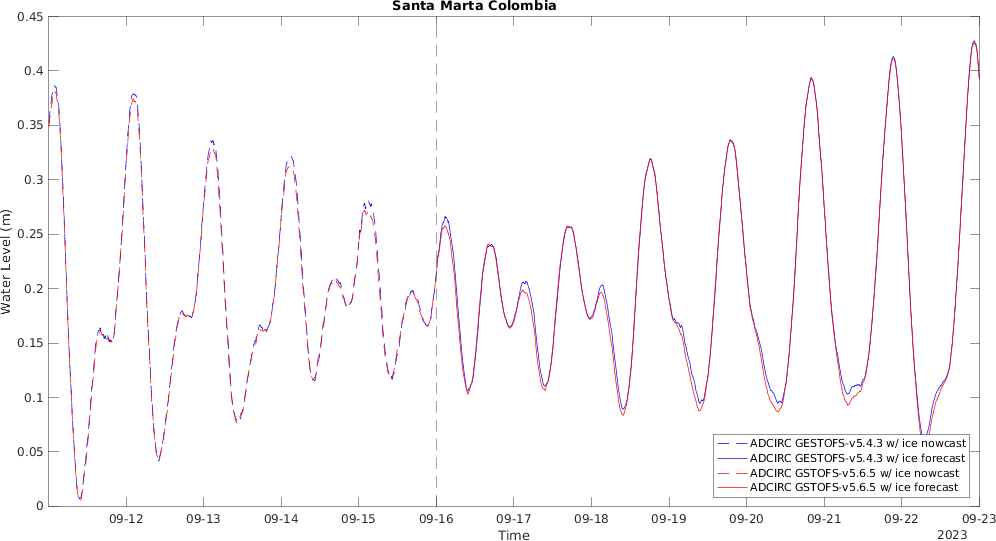 Santa Marta Colombia
0.45
0.4
0.35
0.3
0.25
0.2
0.15
0.1
0.05
0
Water Level (m)
ADCIRC GESTOFS-v5.4.3 w/ ice nowcast
ADCIRC GESTOFS-v5.4.3 w/ ice forecast
ADCIRC GSTOFS-v5.6.5 w/ ice nowcast
ADCIRC GSTOFS-v5.6.5 w/ ice forecast
09-12 09-13 09-14 09-15 09-16 09-17 09-18 09-19 09-20 09-21 09-22 09-23
Time
2023